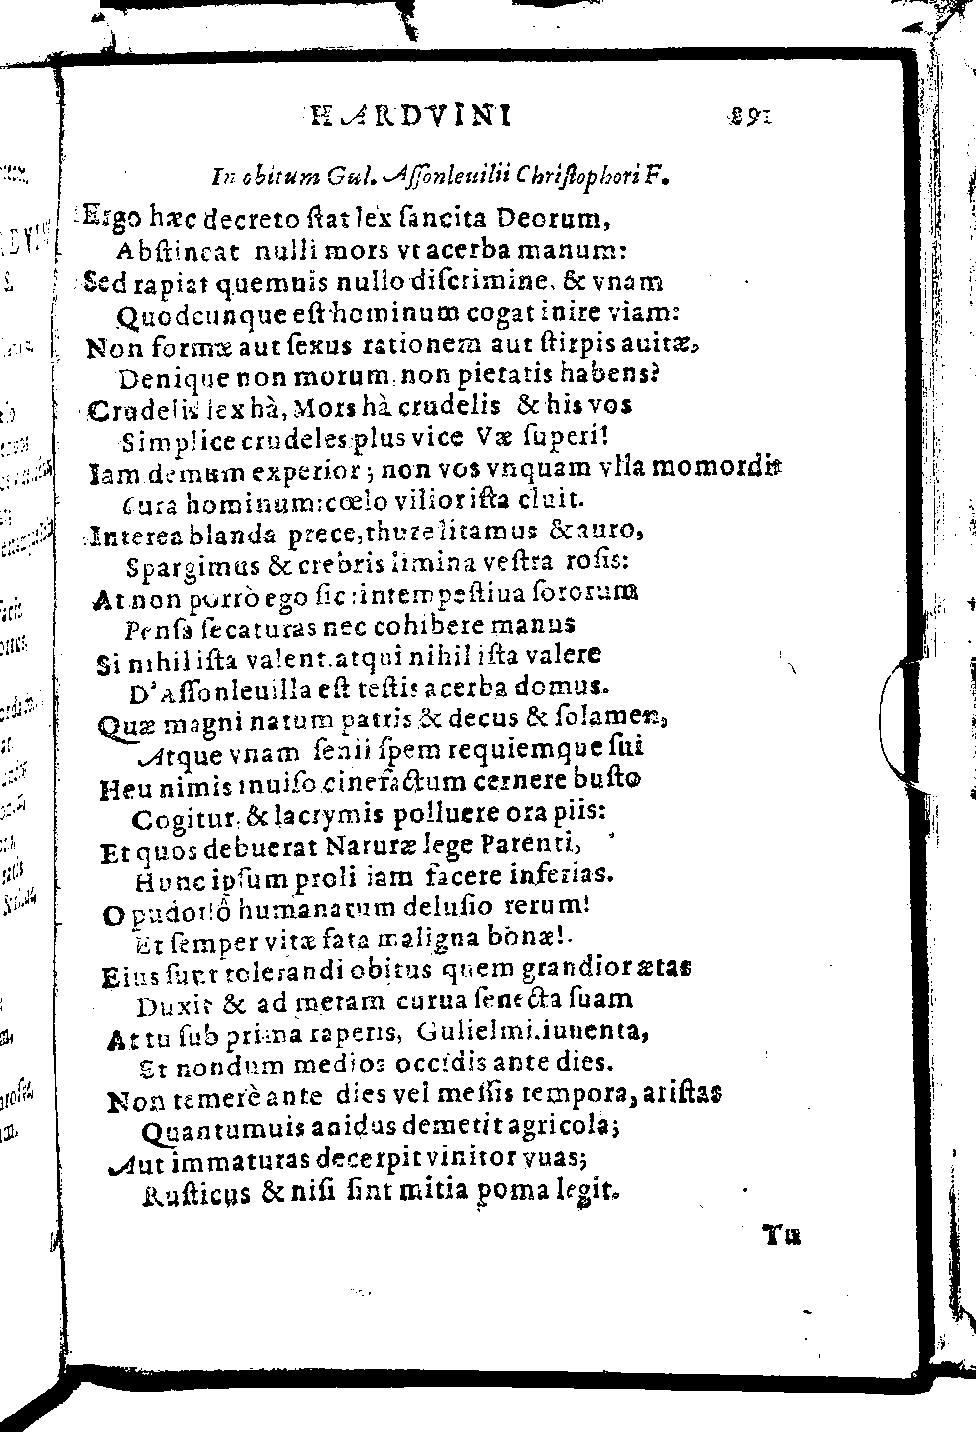 HARDVINI 891
In obitum Gul. Aſſonleuilii Chriſtophori F.
Ergo hæc decreto ſtat lex ſancita Deorum,
Abſtineat nulli mors vt acerba manum:
Sed rapiat quemuis nullo diſcrimine, & vnam
Quodcunque eſt hominum cogat inire viam:
Non formæ aut ſexus rationem aut ſtirpis auitæ,
Denique non morum, non pietatis habens?
Crudelis lex hà, Mors hà crudelis & his vos
Simplice crudeles plus vice Væ ſuperi!
Iam demum experior; non vos vnquam vlla momordit
Cura hominum: cœlo vilior iſta cluit.
Interea blanda prece, thure litamus & auro,
Spargimus & crebris limina veſtra roſis:
At non porrò ego ſic intempeſtiua ſororum
Penſa ſecaturas nec cohibere manus
Si nihil iſta valent. atqui nihil iſta valere
D'Aſſonleuilla eſt teſtis acerba domus.
Quæ magni natum patris & decus & ſolamen,
Atque vnam ſenii ſpem requiemque ſui
Heu nimis inuiſo cinefactum cernere buſto
Cogitur, & lacrymis polluere ora piis:
Et quos debuerat Naturæ lege Parenti,
Hunc ipſum proli iam facere inferias.
O pudor! ô humanatum deluſio rerum!
Et ſemper vitæ fata maligna bonæ!
Eius ſunt tolerandi obitus quem grandior ætas
Duxit & ad metam curua ſenecta ſuam
At tu ſub prima raperis, Gulielmi, iuuenta,
Et nondum medios occidis ante dies.
Non temerè ante dies vel meſſis tempora, ariſtas
Quantumuis auidus demetit agricola;
Aut immaturas decerpit vinitor vuas;
Ruſticus & niſi ſint mitia poma legit.
Tu